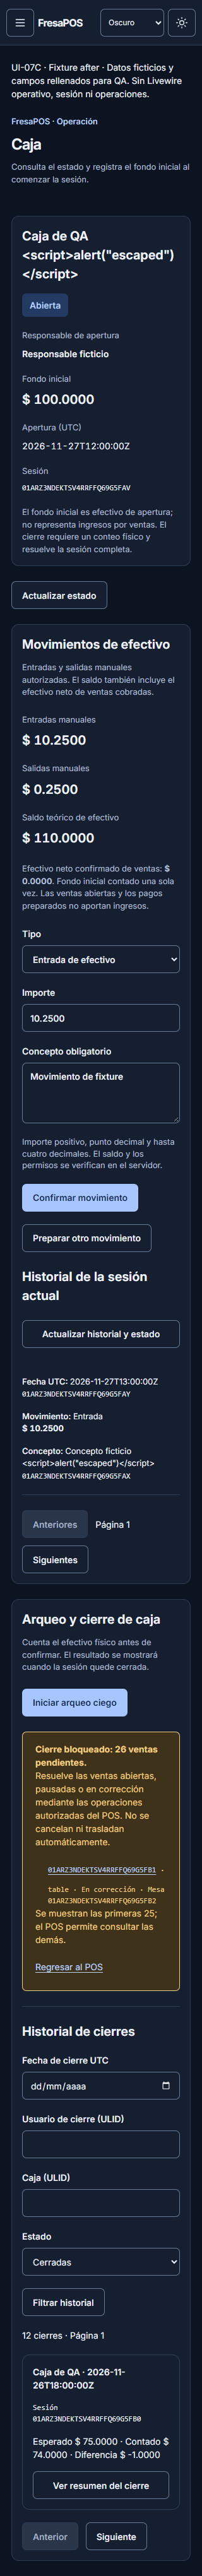 FresaPOS
Oscuro
UI-07C · Fixture after · Datos ficticios y
campos rellenados para QA. Sin Livewire
operativo, sesión ni operaciones.
FresaPOS · Operación
Caja
Consulta el estado y registra el fondo inicial al
comenzar la sesión.
Caja de QA
<script>alert("escaped")
</script>
Abierta
Responsable de apertura
Responsable ficticio
Fondo inicial
$ 100.0000
Apertura (UTC)
2026-11-27T12:00:00Z
Sesión
01ARZ3NDEKTSV4RRFFQ69G5FAV
El fondo inicial es efectivo de apertura;
no representa ingresos por ventas. El
cierre requiere un conteo físico y
resuelve la sesión completa.
Actualizar estado
Movimientos de efectivo
Entradas y salidas manuales
autorizadas. El saldo también incluye el
efectivo neto de ventas cobradas.
Entradas manuales
$ 10.2500
Salidas manuales
$ 0.2500
Saldo teórico de efectivo
$ 110.0000
Efectivo neto confirmado de ventas: $
0.0000. Fondo inicial contado una sola
vez. Las ventas abiertas y los pagos
preparados no aportan ingresos.
Tipo
Entrada de efectivo
Importe
10.2500
Concepto obligatorio
Movimiento de fixture
Importe positivo, punto decimal y hasta
cuatro decimales. El saldo y los
permisos se verifican en el servidor.
Confirmar movimiento
Preparar otro movimiento
Historial de la sesión
actual
Actualizar historial y estado
Fecha UTC: 2026-11-27T13:00:00Z
01ARZ3NDEKTSV4RRFFQ69G5FAY
Movimiento: Entrada
$ 10.2500
Concepto: Concepto ficticio
<script>alert("escaped")</script>
01ARZ3NDEKTSV4RRFFQ69G5FAX
Anteriores
Página 1
Siguientes
Arqueo y cierre de caja
Cuenta el efectivo físico antes de
confirmar. El resultado se mostrará
cuando la sesión quede cerrada.
Iniciar arqueo ciego
Cierre bloqueado: 26 ventas
pendientes.
Resuelve las ventas abiertas,
pausadas o en corrección
mediante las operaciones
autorizadas del POS. No se
cancelan ni trasladan
automáticamente.
01ARZ3NDEKTSV4RRFFQ69G5FB1 ·
table · En corrección · Mesa
01ARZ3NDEKTSV4RRFFQ69G5FB2
Se muestran las primeras 25;
el POS permite consultar las
demás.
Regresar al POS
Historial de cierres
Fecha de cierre UTC
dd/mm/aaaa
Usuario de cierre (ULID)
Caja (ULID)
Estado
Cerradas
Filtrar historial
12 cierres · Página 1
Caja de QA · 2026-11-
26T18:00:00Z
Sesión
01ARZ3NDEKTSV4RRFFQ69G5FB0
Esperado $ 75.0000 · Contado $
74.0000 · Diferencia $ -1.0000
Ver resumen del cierre
Anterior
Siguiente